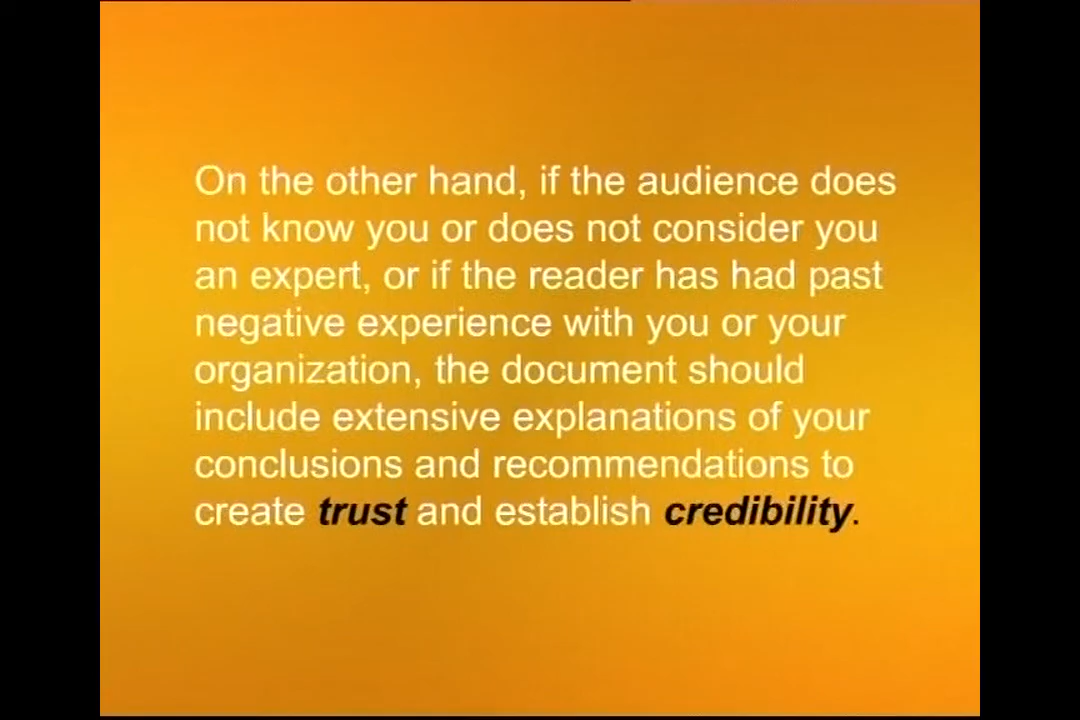 On the other hand, if the audience does
not know you or does not consider you
an expert, or if the reader has had past
negative experience with you or your
organization, the document should
include extensive explanations of your
conclusions and recommendations to
create trust and establish credibility.